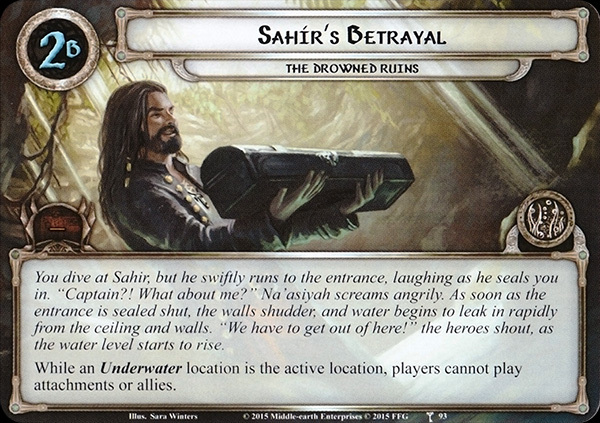 2B
Sahír's Betrayal
The Drowned Ruins
You dive at Sahír, but he swiftly runs to the entrance, laughing as he seals you
in. “Captain?! What about me?” Na’asiyah screams angrily. As soon as the
entrance is sealed shut, the walls shudder, and water begins to leak in rapidly
from the ceiling and walls. “We have to get out of here!” the heroes shout, as
the water level starts to rise.
While an Underwater location is the active location, players cannot play
attachments or allies.
Illus. Sara Winters © 2015 Middle-earth Enterprises © 2015 FFG 93